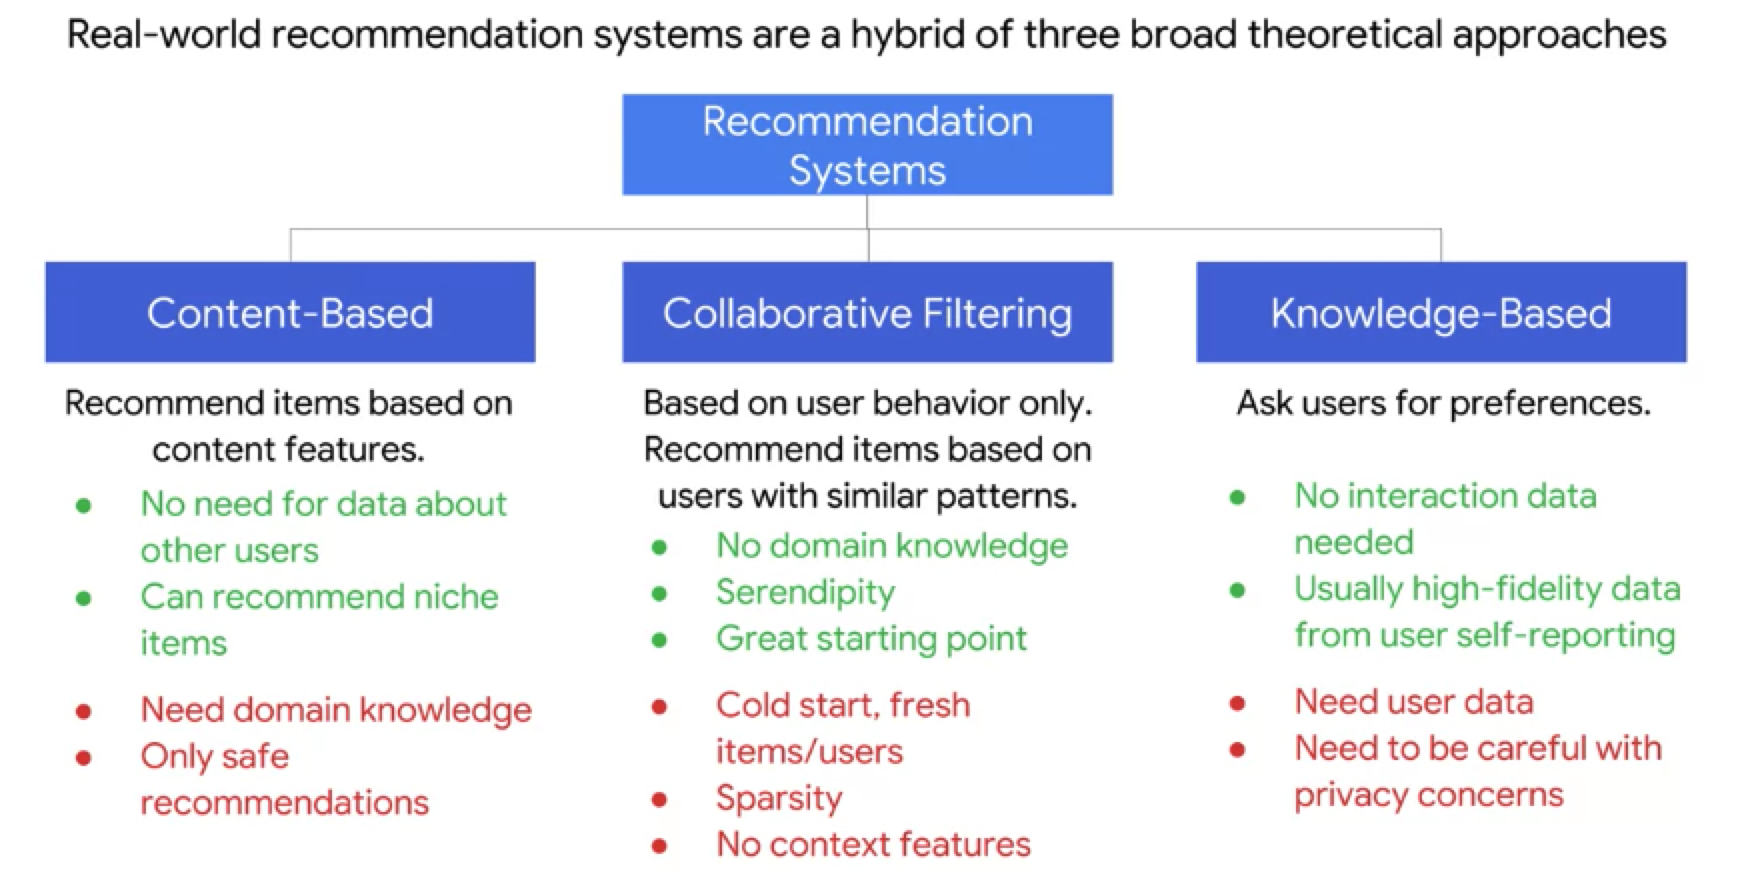 Real-world recommendation systems are a hybrid of three broad theoretical approaches
Recommendation
Systems
Content-Based
Recommend items based on
content features.
No need for data about
other users
Can recommend niche
items
Need domain knowledge
Only safe
recommendations
Collaborative Filtering
Based on user behavior only.
Recommend items based on
users with similar patterns.
No domain knowledge
Serendipity
Great starting point
Cold start, fresh
items/users
Sparsity
No context features
Knowledge-Based
Ask users for preferences.
No interaction data
needed
Usually high-fidelity data
from user self-reporting
Need user data
Need to be careful with
privacy concerns